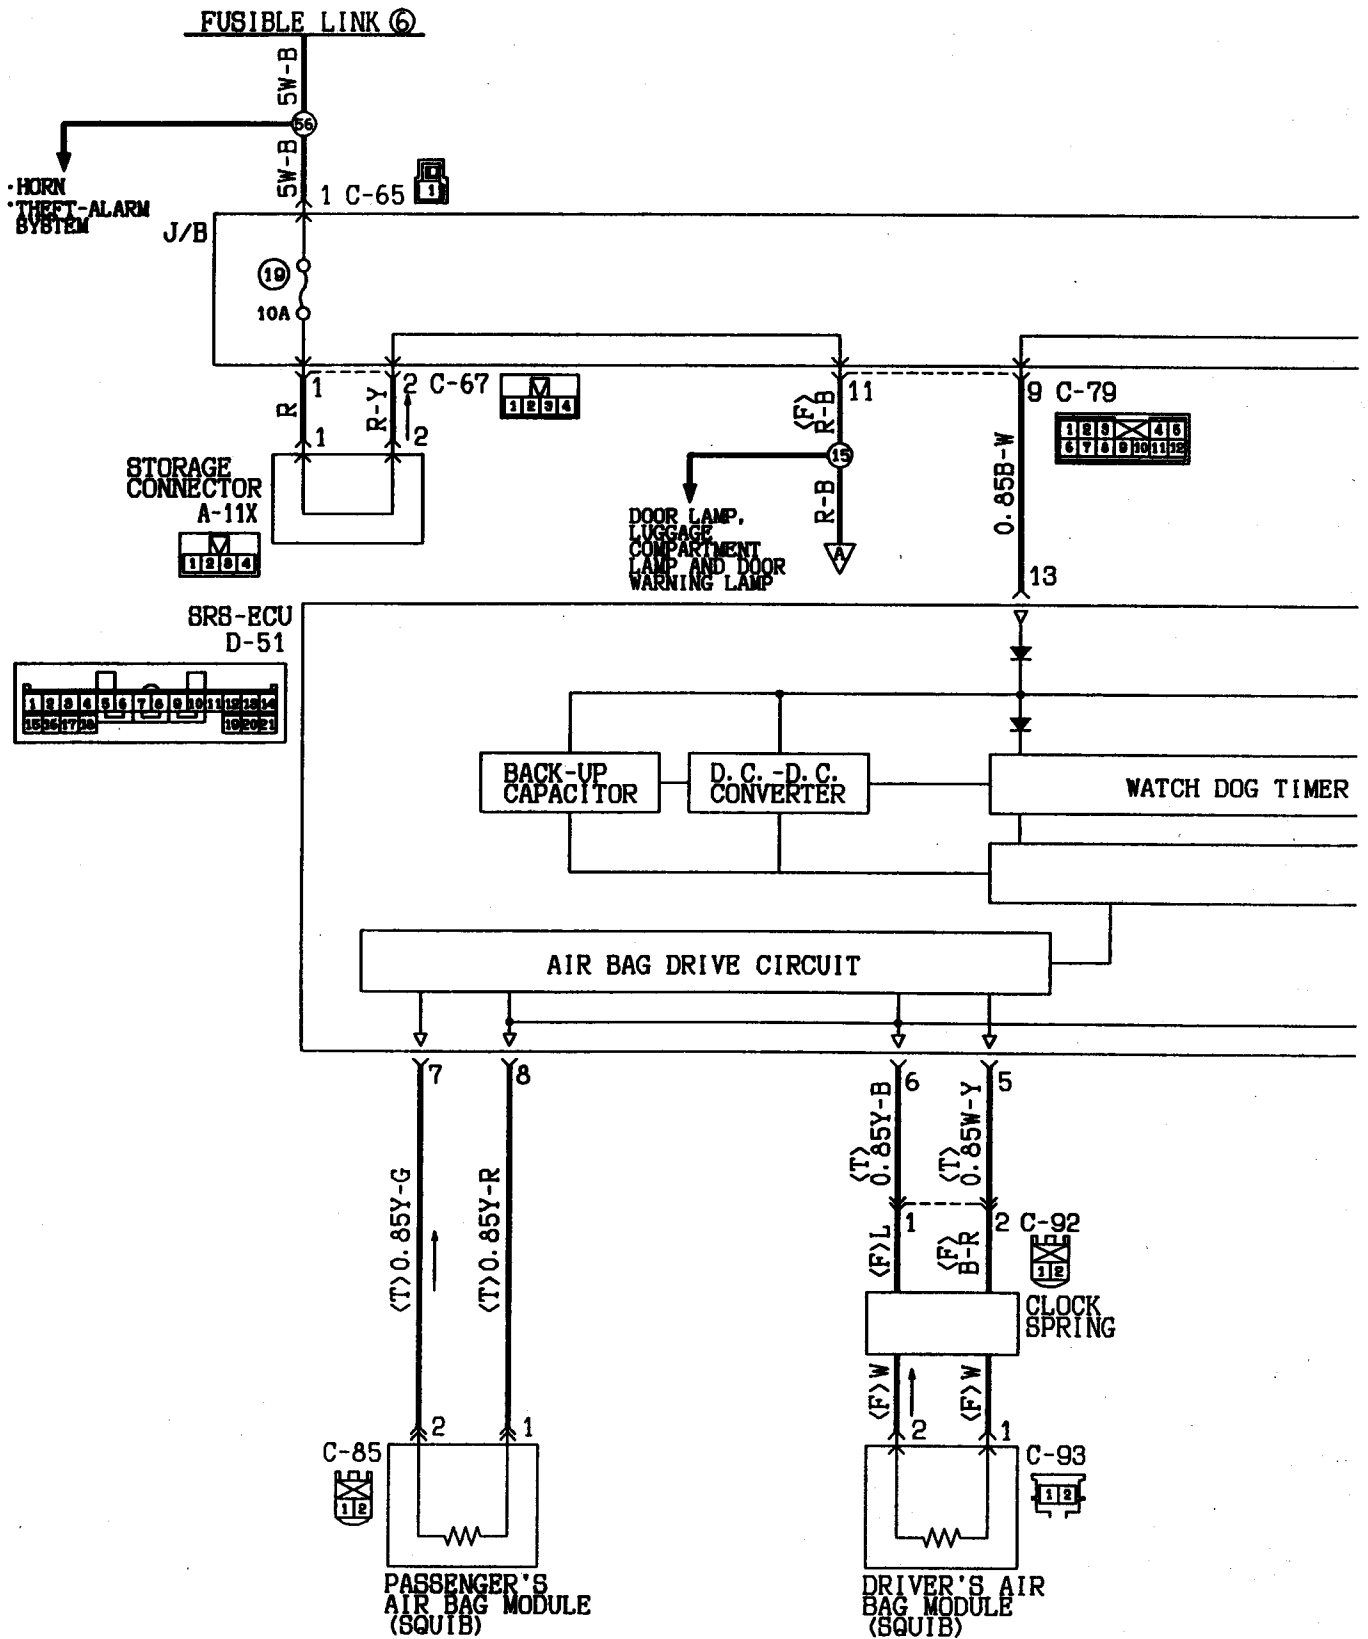 FUSIBLE LINK ⑥
5W-B
56
5W-B
·HORN
·THEFT-ALARM
SYSTEM
1 C-65
1
J/B
19
10A
1
2 C-67
1 2 3 4
11
9 C-79
1 2 3 4 5
6 7 8 9 10 11 12
R
R-Y
<F>
R-B
15
R-B
A
0.85B-W
1
2
STORAGE
CONNECTOR
A-11X
1 2 3 4
DOOR LAMP,
LUGGAGE
COMPARTMENT
LAMP AND DOOR
WARNING LAMP
13
SRS-ECU
D-51
1 2 3 4 5 6 7 8 9 10 11 12 13 14
15 16 17 18 19 20 21
BACK-UP
CAPACITOR
D.C.-D.C.
CONVERTER
WATCH DOG TIMER
AIR BAG DRIVE CIRCUIT
7
8
6
5
<T>0.85Y-G
<T>0.85Y-R
<T>
0.85Y-B
<T>
0.85W-Y
1
2 C-92
1 2
<F>L
<F>
B-R
CLOCK
SPRING
<F>W
<F>W
2
1
2
1
C-85
1 2
C-93
1 2
PASSENGER'S
AIR BAG MODULE
(SQUIB)
DRIVER'S AIR
BAG MODULE
(SQUIB)